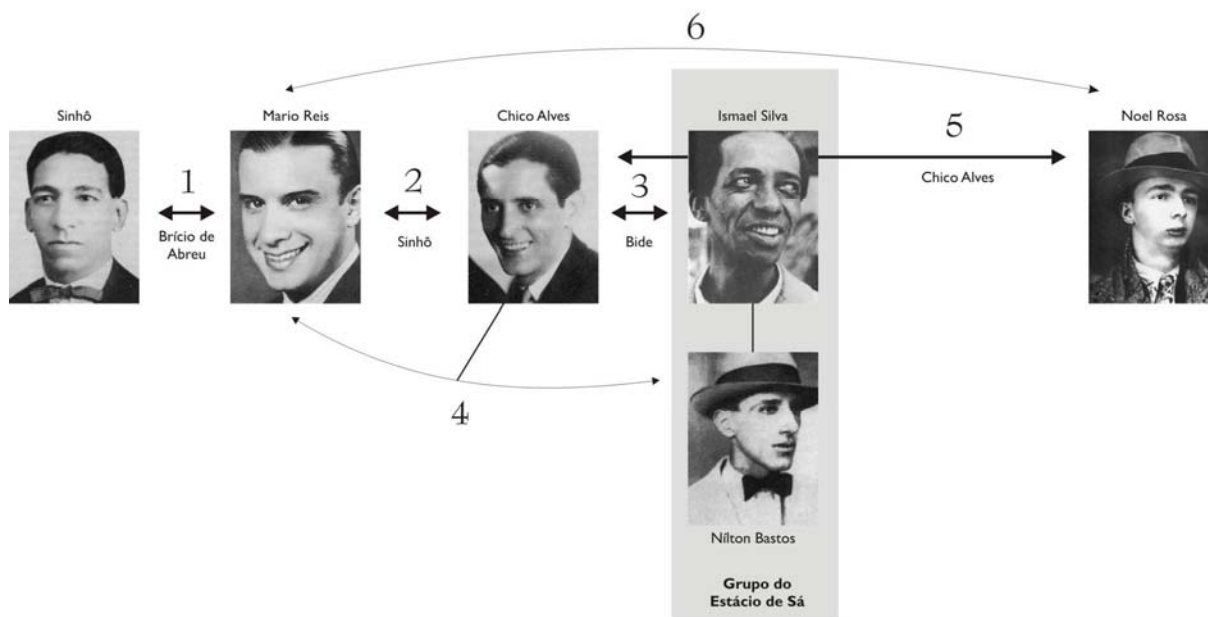 6
Sinhô
Mario Reis
Chico Alves
Ismael Silva
Noel Rosa
1
2
3
5
Brício de
Abreu
Sinhô
Bide
Chico Alves
4
Nílton Bastos
Grupo do
Estácio de Sá